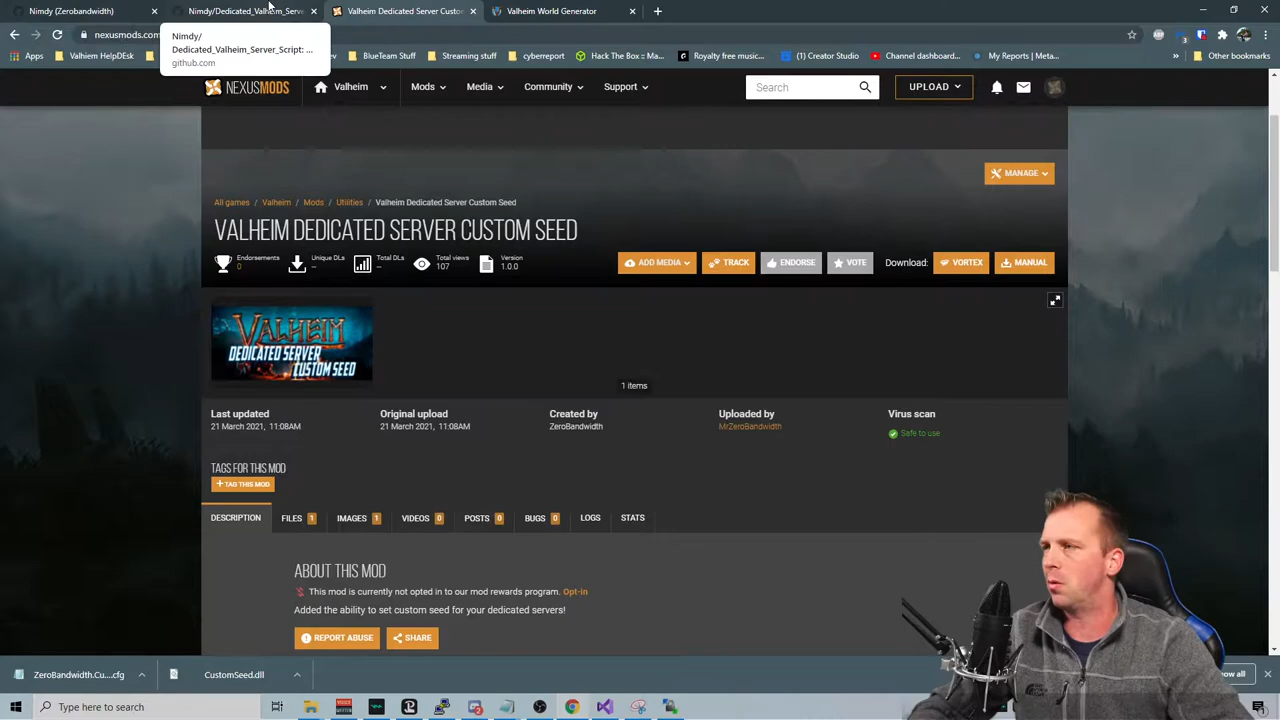 Nimdy (Zerobandwidth)
Nimdy/Dedicated_Valheim_Serve
Valheim Dedicated Server Custom
Valheim World Generator
nexusmods.com
Nimdy/
Dedicated_Valheim_Server_Script: ...
github.com
Apps
Valheim
dev
BlueTeam Stuff
Streams
cyberreport
Hack The Box :: Ma...
Royalty free music...
(1) Creator Studio
Channel dashboard...
My Report (Testing)
Other bookmarks
NEXUSMODS
Valheim
Mods
Media
Community
Support
Search
UPLOAD
MANAGE
All games / Valheim / Mods / Utilities / Valheim Dedicated Server Custom Seed
VALHEIM DEDICATED SERVER CUSTOM SEED
Endorsements
0
Unique DLs
--
Total DLs
--
Total views
107
Version
1.0.0
ADD MEDIA
TRACK
ENDORSE
VOTE
Download:
VORTEX
MANUAL
VALHEIM
DEDICATED SERVER
CUSTOM SEED
1 items
Last updated
21 March 2021, 11:08AM
Original upload
21 March 2021, 11:08AM
Created by
ZeroBandwidth
Uploaded by
MrZeroBandwidth
Virus scan
Safe to use
TAGS FOR THIS MOD
+ TAG THIS MOD
DESCRIPTION
FILES 1
IMAGES 1
VIDEOS 0
POSTS 0
BUGS 0
LOGS
STATS
ABOUT THIS MOD
This mod is currently not opted in to our mod rewards program. Opt-in
Added the ability to set custom seed for your dedicated servers!
REPORT ABUSE
SHARE
ZeroBandwidth.Cu....cfg
CustomSeed.dll
Show all
Type here to search